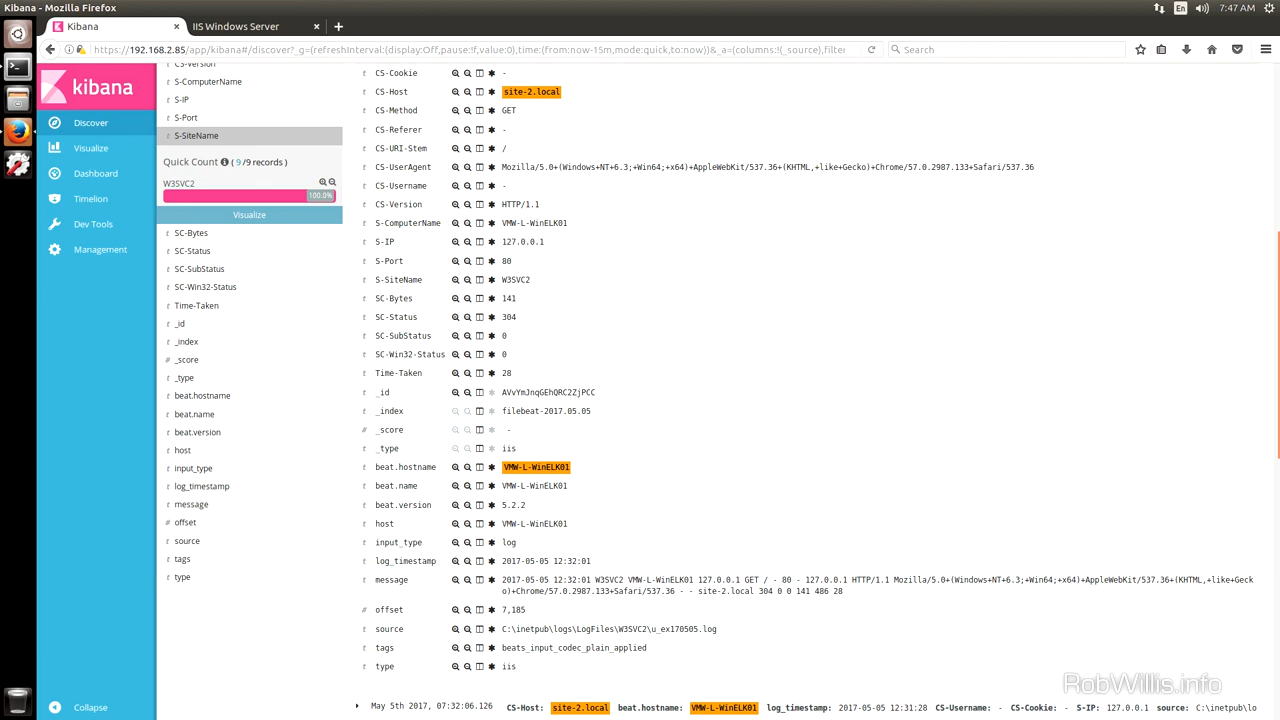 Kibana - Mozilla Firefox
En
7:47 AM
Kibana
IIS Windows Server
https://192.168.2.85/app/kibana#/discover?_g=(refreshInterval:(display:Off,pause:!f,value:0),time:(from:now-15m,mode:quick,to:now))&_a=(columns:!(_source),filter
Search
kibana
Discover
Visualize
Dashboard
Timelion
Dev Tools
Management
Collapse
t CS-Version
t S-ComputerName
t S-IP
t S-Port
t S-SiteName
Quick Count ( 9 /9 records )
W3SVC2
100.0%
Visualize
t SC-Bytes
t SC-Status
t SC-SubStatus
t SC-Win32-Status
t Time-Taken
t _id
t _index
# _score
t _type
t beat.hostname
t beat.name
t beat.version
t host
t input_type
t log_timestamp
t message
# offset
t source
t tags
t type
t CS-Cookie -
t CS-Host site-2.local
t CS-Method GET
t CS-Referer -
t CS-URI-Stem /
t CS-UserAgent Mozilla/5.0+(Windows+NT+6.3;+Win64;+x64)+AppleWebKit/537.36+(KHTML,+like+Gecko)+Chrome/57.0.2987.133+Safari/537.36
t CS-Username -
t CS-Version HTTP/1.1
t S-ComputerName VMW-L-WinELK01
t S-IP 127.0.0.1
t S-Port 80
t S-SiteName W3SVC2
t SC-Bytes 141
t SC-Status 304
t SC-SubStatus 0
t SC-Win32-Status 0
t Time-Taken 28
t _id AVvYmJnqGEhQRC2ZjPCC
t _index filebeat-2017.05.05
# _score -
t _type iis
t beat.hostname VMW-L-WinELK01
t beat.name VMW-L-WinELK01
t beat.version 5.2.2
t host VMW-L-WinELK01
t input_type log
t log_timestamp 2017-05-05 12:32:01
t message 2017-05-05 12:32:01 W3SVC2 VMW-L-WinELK01 127.0.0.1 GET / - 80 - 127.0.0.1 HTTP/1.1 Mozilla/5.0+(Windows+NT+6.3;+Win64;+x64)+AppleWebKit/537.36+(KHTML,+like+Geck
o)+Chrome/57.0.2987.133+Safari/537.36 - - site-2.local 304 0 0 141 486 28
# offset 7,185
t source C:\inetpub\logs\LogFiles\W3SVC2\u_ex170505.log
t tags beats_input_codec_plain_applied
t type iis
RobWillis.info
May 5th 2017, 07:32:06.126 CS-Host: site-2.local beat.hostname: VMW-L-WinELK01 log_timestamp: 2017-05-05 12:31:28 CS-Username: - CS-Cookie: - S-IP: 127.0.0.1 source: C:\inetpub\lo